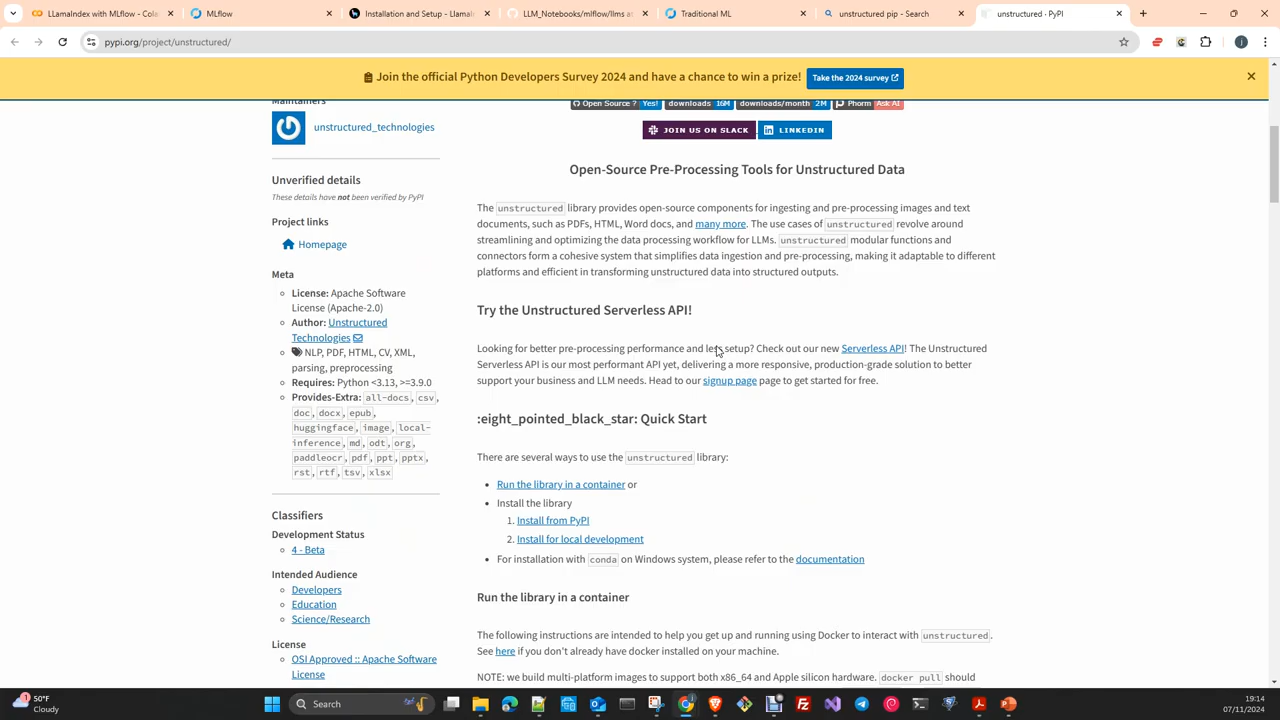 LLamaIndex with MLflow - Cola
MLflow
Installation and Setup - LlamaI
LLM_Notebooks/mlflow/llms at
Traditional ML
unstructured pip - Search
unstructured · PyPI
pypi.org/project/unstructured/
Join the official Python Developers Survey 2024 and have a chance to win a prize!
Take the 2024 survey
Maintainers
unstructured_technologies
Unverified details
These details have not been verified by PyPI
Project links
Homepage
Meta
License: Apache Software
License (Apache-2.0)
Author: Unstructured
Technologies
NLP, PDF, HTML, CV, XML,
parsing, preprocessing
Requires: Python <3.13, >=3.9.0
Provides-Extra: all-docs, csv,
doc, docx, epub,
huggingface, image, local-
inference, md, odt, org,
paddleocr, pdf, ppt, pptx,
rst, rtf, tsv, xlsx
Classifiers
Development Status
4 - Beta
Intended Audience
Developers
Education
Science/Research
License
OSI Approved :: Apache Software
License
Open Source ? Yes! downloads 16M downloads/month 2M Phorm Ask AI
JOIN US ON SLACK LINKEDIN
Open-Source Pre-Processing Tools for Unstructured Data
The unstructured library provides open-source components for ingesting and pre-processing images and text
documents, such as PDFs, HTML, Word docs, and many more. The use cases of unstructured revolve around
streamlining and optimizing the data processing workflow for LLMs. unstructured modular functions and
connectors form a cohesive system that simplifies data ingestion and pre-processing, making it adaptable to different
platforms and efficient in transforming unstructured data into structured outputs.
Try the Unstructured Serverless API!
Looking for better pre-processing performance and less setup? Check out our new Serverless API! The Unstructured
Serverless API is our most performant API yet, delivering a more responsive, production-grade solution to better
support your business and LLM needs. Head to our signup page page to get started for free.
:eight_pointed_black_star: Quick Start
There are several ways to use the unstructured library:
Run the library in a container or
Install the library
1. Install from PyPI
2. Install for local development
For installation with conda on Windows system, please refer to the documentation
Run the library in a container
The following instructions are intended to help you get up and running using Docker to interact with unstructured.
See here if you don't already have docker installed on your machine.
NOTE: we build multi-platform images to support both x86_64 and Apple silicon hardware. docker pull should
1
50°F
Cloudy
Search
19:14
07/11/2024